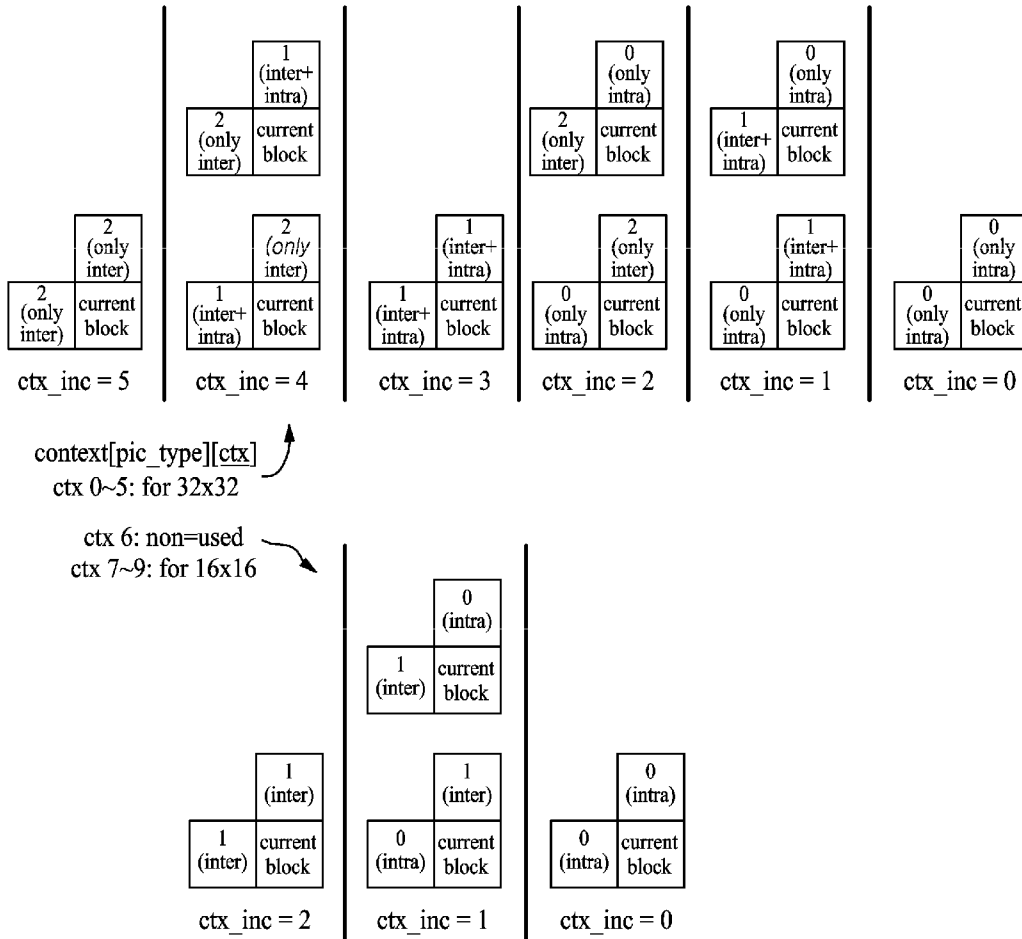 1
(inter+
intra)
2
(only
inter)
current
block
0
(only
intra)
2
(only
inter)
current
block
0
(only
intra)
1
(inter+
intra)
current
block
2
(only
inter)
2
(only
inter)
current
block
ctx_inc = 5
2
(only
inter)
1
(inter+
intra)
current
block
ctx_inc = 4
1
(inter+
intra)
1
(inter+
intra)
current
block
ctx_inc = 3
2
(only
inter)
0
(only
intra)
current
block
ctx_inc = 2
1
(inter+
intra)
0
(only
intra)
current
block
ctx_inc = 1
0
(only
intra)
0
(only
intra)
current
block
ctx_inc = 0
context[pic_type][ctx]
ctx 0~5: for 32x32
ctx 6: non=used
ctx 7~9: for 16x16
0
(intra)
1
(inter)
current
block
1
(inter)
1
(inter)
current
block
ctx_inc = 2
1
(inter)
0
(intra)
current
block
ctx_inc = 1
0
(intra)
0
(intra)
current
block
ctx_inc = 0